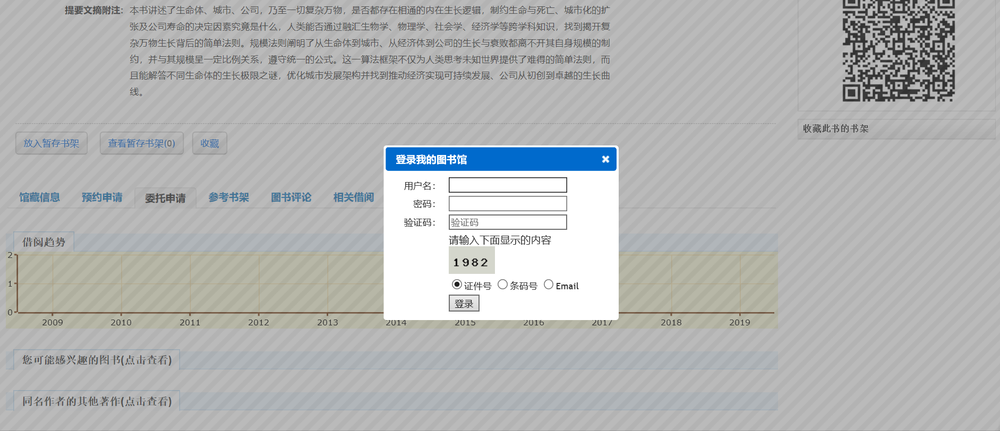 提要文摘附注： 本书讲述了生命体、城市、公司，乃至一切复杂万物，是否都存在相通的内在生长逻辑，制约生命与死亡、城市化的扩
张及公司寿命的决定因素究竟是什么，人类能否通过融汇生物学、物理学、社会学、经济学等跨学科知识，找到揭开复
杂万物生长背后的简单法则。规模法则阐明了从生命体到城市、从经济体到公司的生长与衰败都离不开其自身规模的制
约，并与其规模呈一定比例关系，遵守统一的公式。这一算法框架不仅为人类思考未知世界提供了难得的简单法则，而
且能解答不同生命体的生长极限之谜，优化城市发展架构并找到推动经济实现可持续发展、公司从初创到卓越的生长曲
线。
收藏此书的书架
放入暂存书架 查看暂存书架(0) 收藏
登录我的图书馆 ×
用户名：
密码：
验证码： 验证码
请输入下面显示的内容
1982
证件号 条码号 Email
登录
馆藏信息 预约申请 委托申请 参考书架 图书评论 相关借阅
借阅趋势
2
1
0
2009 2010 2011 2012 2013 2014 2015 2016 2017 2018 2019
您可能感兴趣的图书(点击查看)
同名作者的其他著作(点击查看)